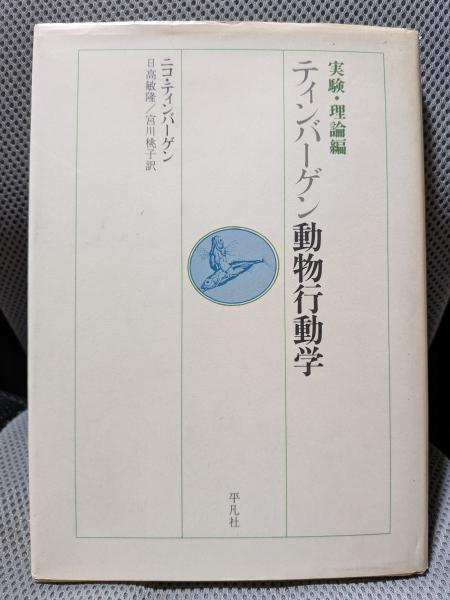 実験・理論編
ティンバーゲン動物行動学
ニコ・ティンバーゲン
日高敏隆／宮川桃子訳
平凡社